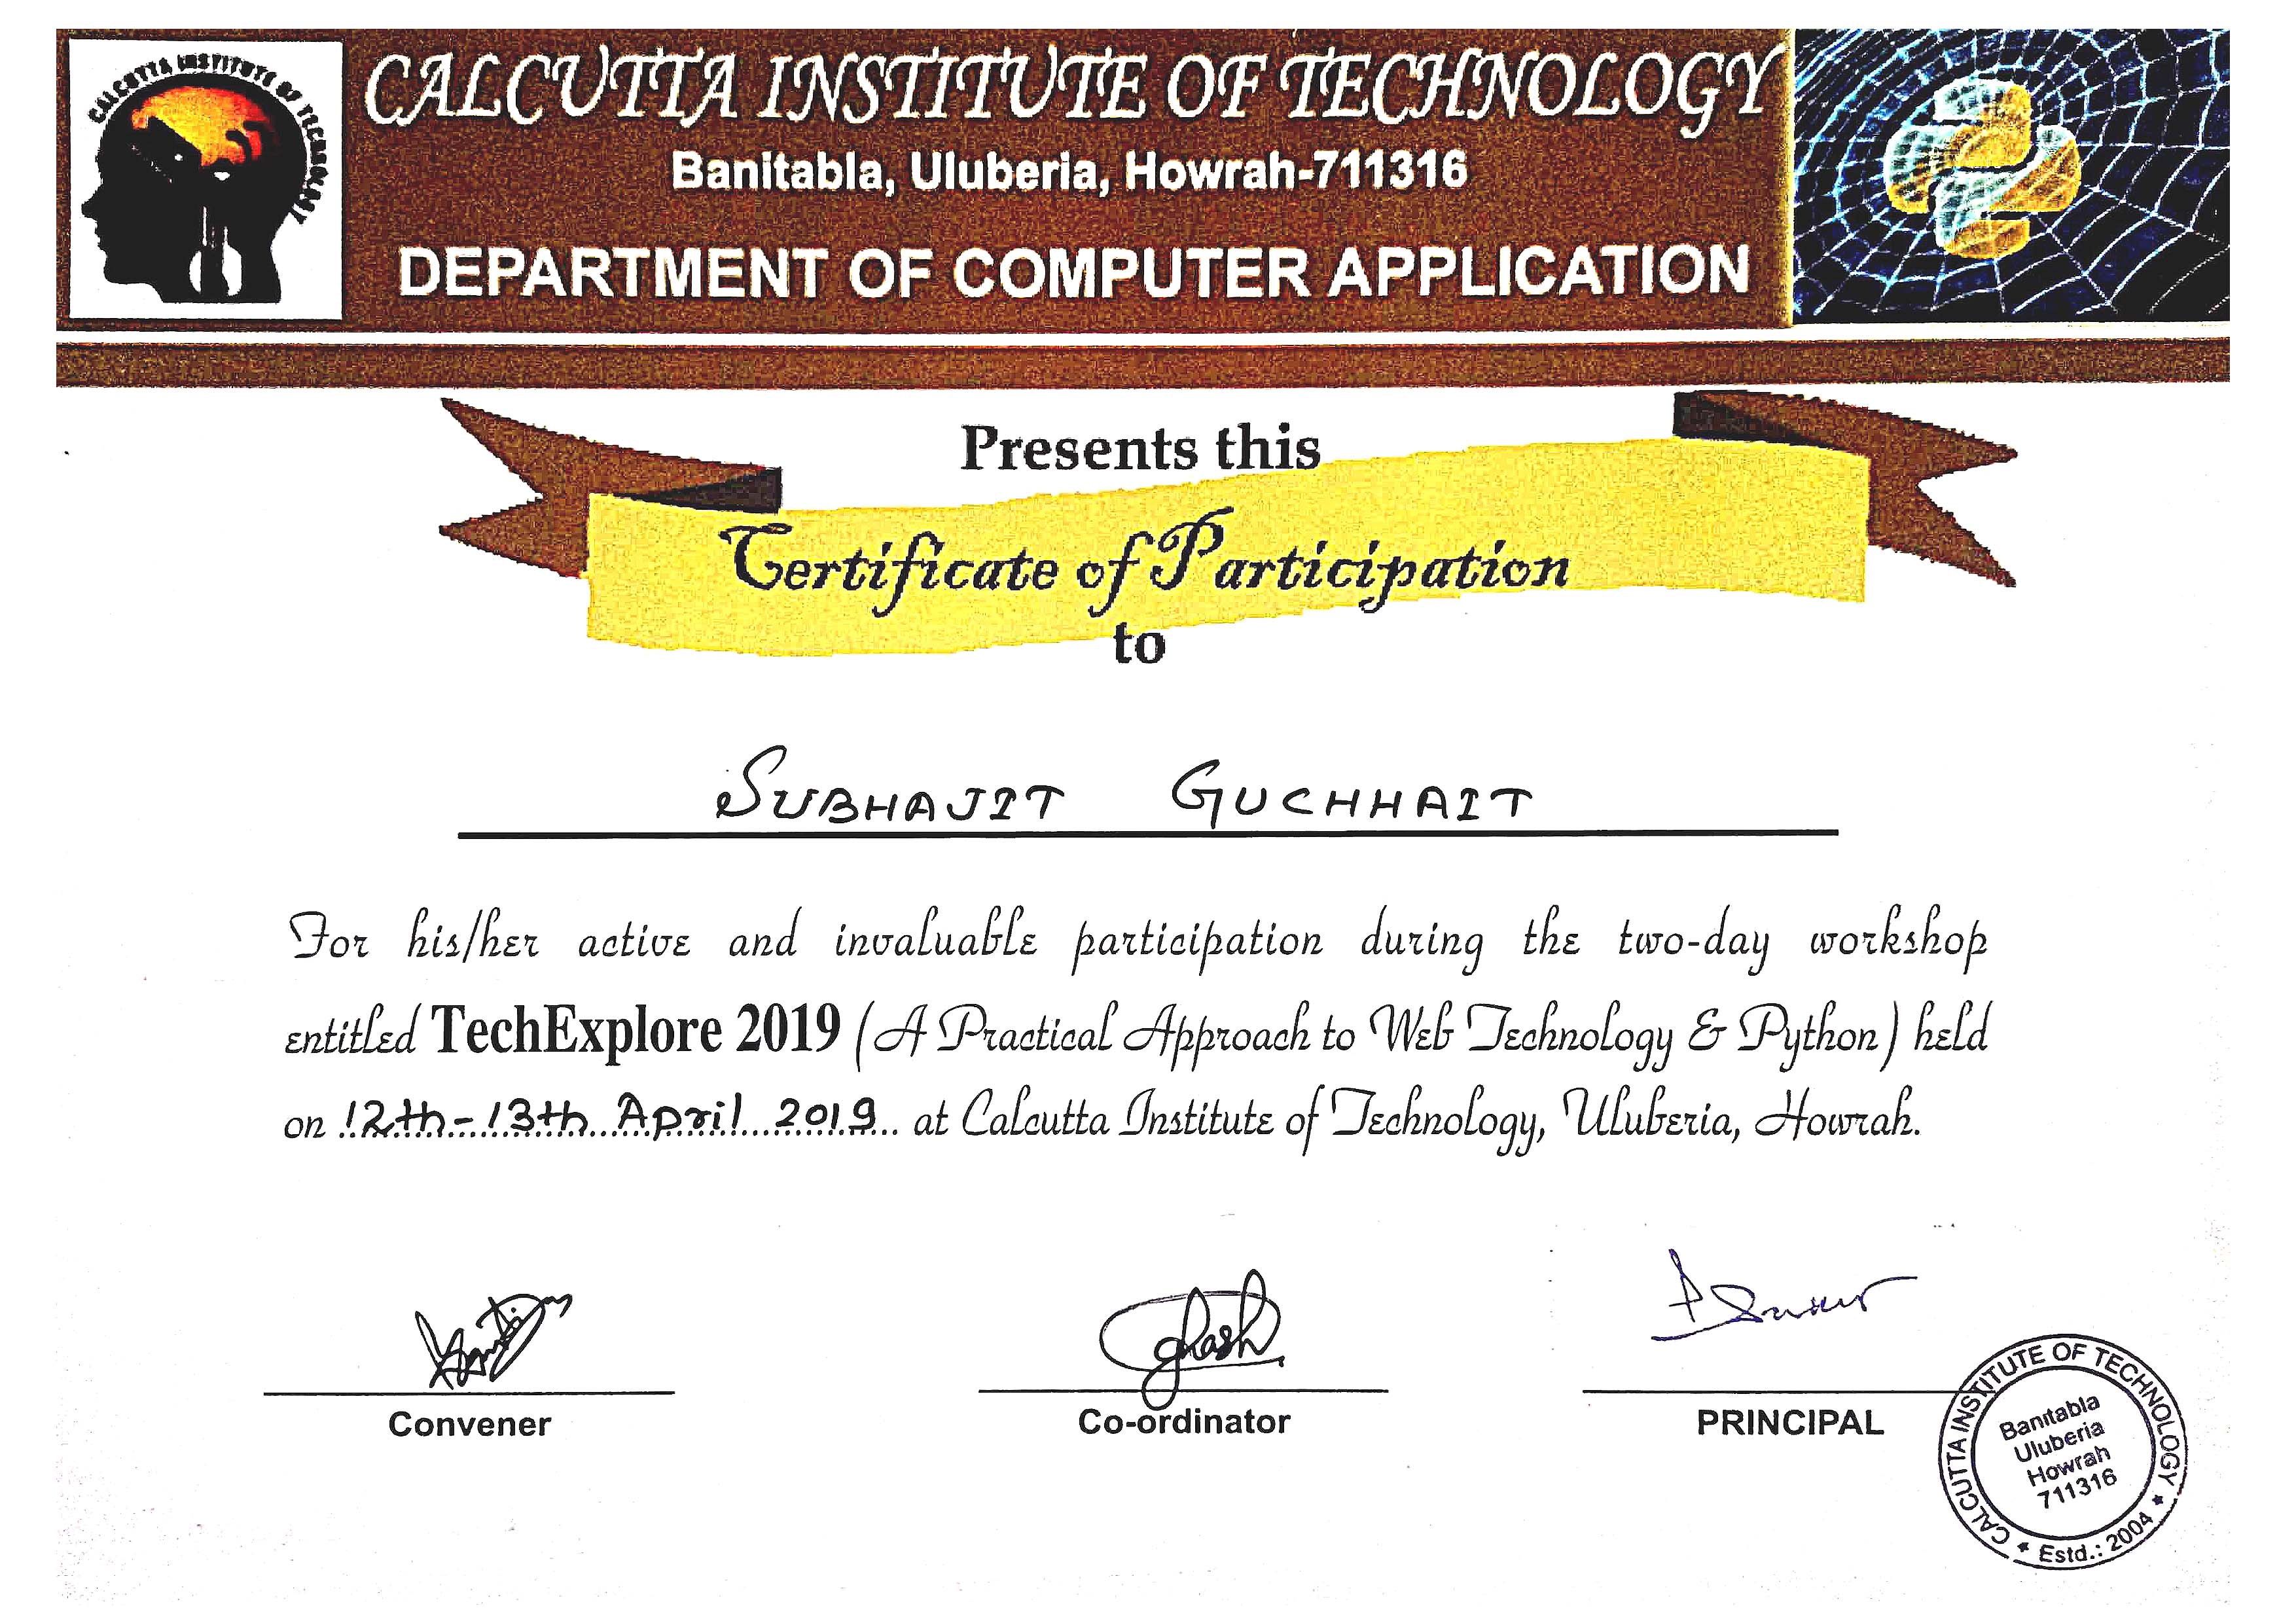 CALCUTTA INSTITUTE OF TECHNOLOGY
CALCUTTA INSTITUTE OF TECHNOLOGY
Banitabla, Uluberia, Howrah-711316
DEPARTMENT OF COMPUTER APPLICATION
Presents this
Certificate of Participation
to
SUBHAJIT GUCHHAIT
For his/her active and invaluable participation during the two-day workshop
entitled TechExplore 2019 (A Practical Approach to Web Technology & Python) held
on 12th-13th April 2019 at Calcutta Institute of Technology, Uluberia, Howrah.
Convener
Co-ordinator
PRINCIPAL
CALCUTTA INSTITUTE OF TECHNOLOGY
Banitabla
Uluberia
Howrah
711316
* Estd.: 2004 *